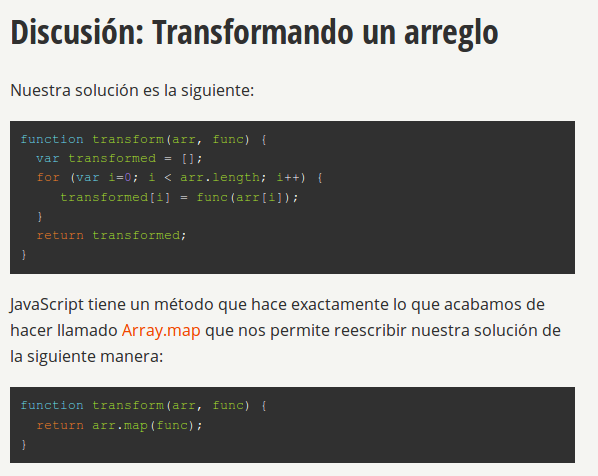 Discusión: Transformando un arreglo
Nuestra solución es la siguiente:
function transform(arr, func) {
  var transformed = [];
  for (var i=0; i < arr.length; i++) {
     transformed[i] = func(arr[i]);
  }
  return transformed;
}
JavaScript tiene un método que hace exactamente lo que acabamos de
hacer llamado Array.map que nos permite reescribir nuestra solución de
la siguiente manera:
function transform(arr, func) {
  return arr.map(func);
}